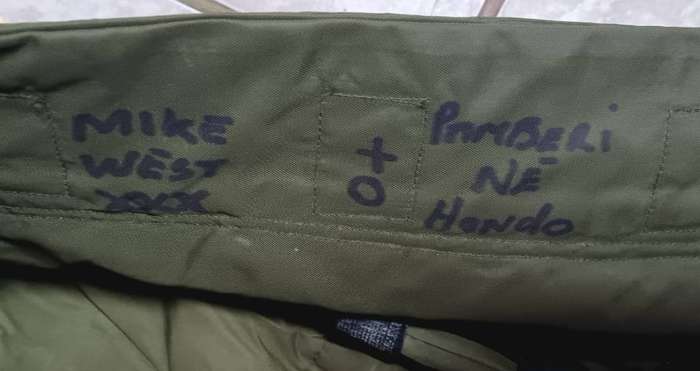 MIKE
WEST
XXX
+
O
PAMBERI
NE
Hondo